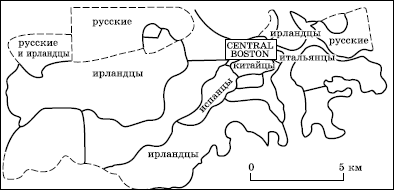 русские
ирландцы
русские
русские
и ирландцы
CENTRAL
BOSTON
итальянцы
китайцы
ирландцы
испанцы
ирландцы
0 5 км